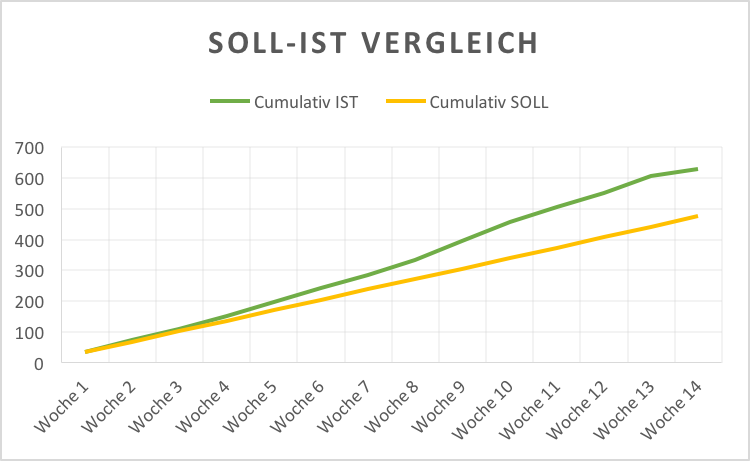 SOLL-IST VERGLEICH
Cumulativ IST
Cumulativ SOLL
700
600
500
400
300
200
100
0
Woche 1
Woche 2
Woche 3
Woche 4
Woche 5
Woche 6
Woche 7
Woche 8
Woche 9
Woche 10
Woche 11
Woche 12
Woche 13
Woche 14